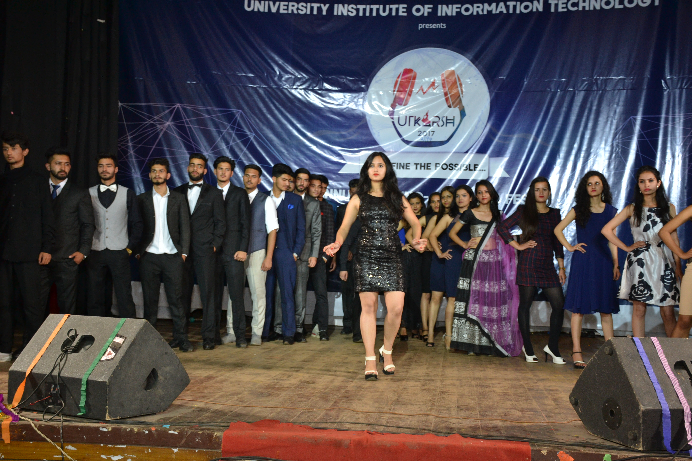 UNIVERSITY INSTITUTE OF INFORMATION TECHNOLOGY
presents
UTKARSH
2017
FINE THE POSSIBLE...